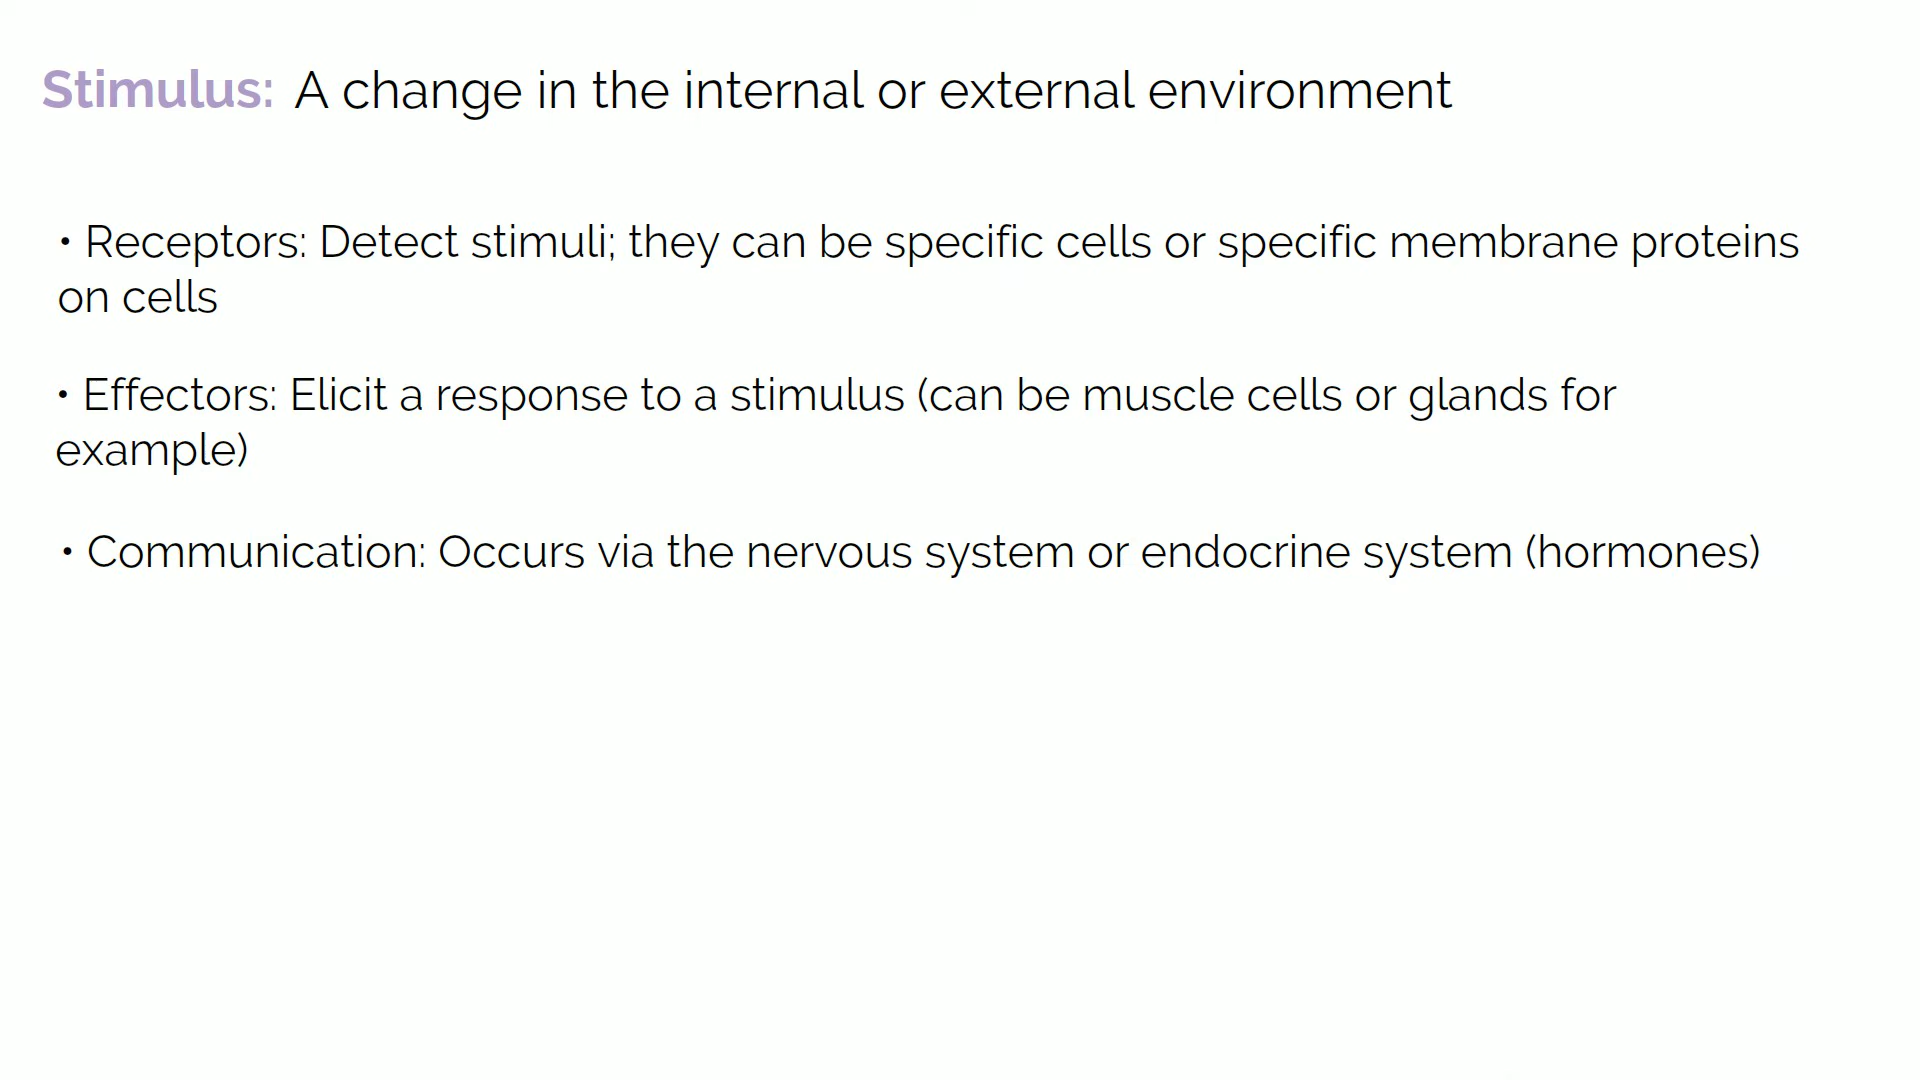 Stimulus: A change in the internal or external environment
• Receptors: Detect stimuli; they can be specific cells or specific membrane proteins
on cells
• Effectors: Elicit a response to a stimulus (can be muscle cells or glands for
example)
• Communication: Occurs via the nervous system or endocrine system (hormones)